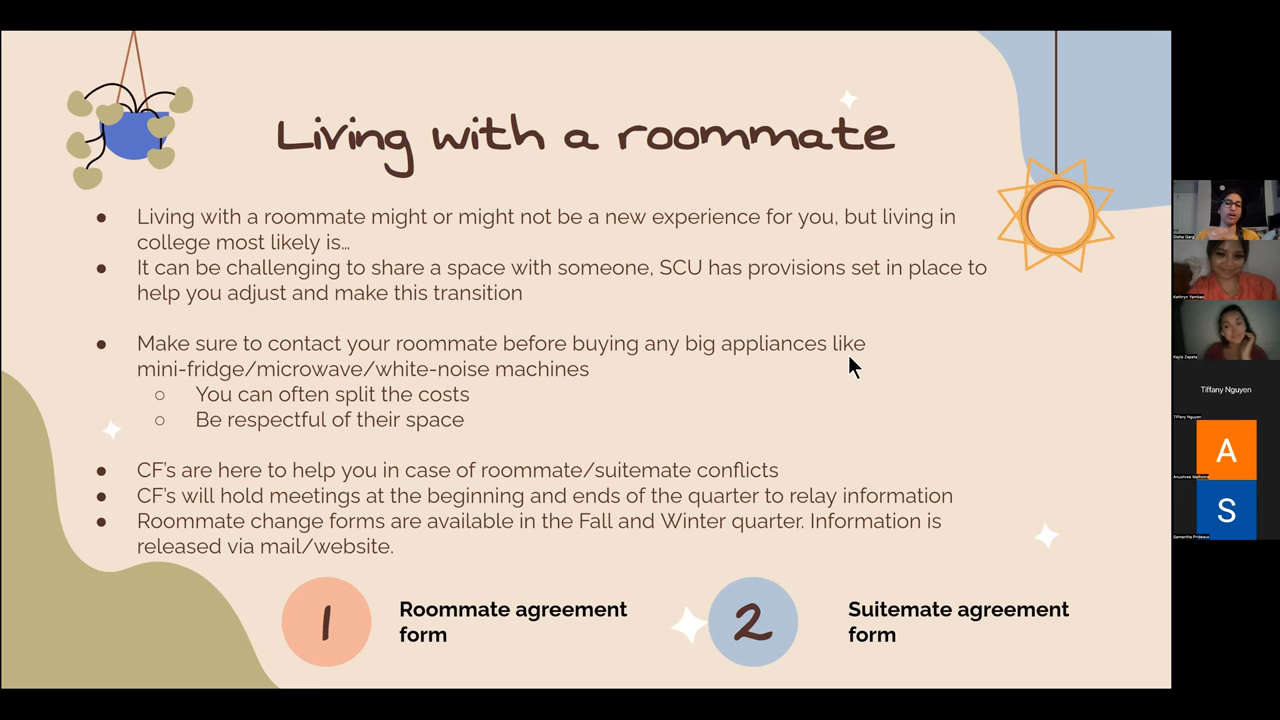 Living with a roommate
● Living with a roommate might or might not be a new experience for you, but living in
college most likely is…
● It can be challenging to share a space with someone, SCU has provisions set in place to
help you adjust and make this transition
● Make sure to contact your roommate before buying any big appliances like
mini-fridge/microwave/white-noise machines
○ You can often split the costs
○ Be respectful of their space
● CF's are here to help you in case of roommate/suitemate conflicts
● CF's will hold meetings at the beginning and ends of the quarter to relay information
● Roommate change forms are available in the Fall and Winter quarter. Information is
released via mail/website.
1
Roommate agreement
form
2
Suitemate agreement
form
Kathryn Yambao
Kayla Zapata
Tiffany Nguyen
Tiffany Nguyen
A
S